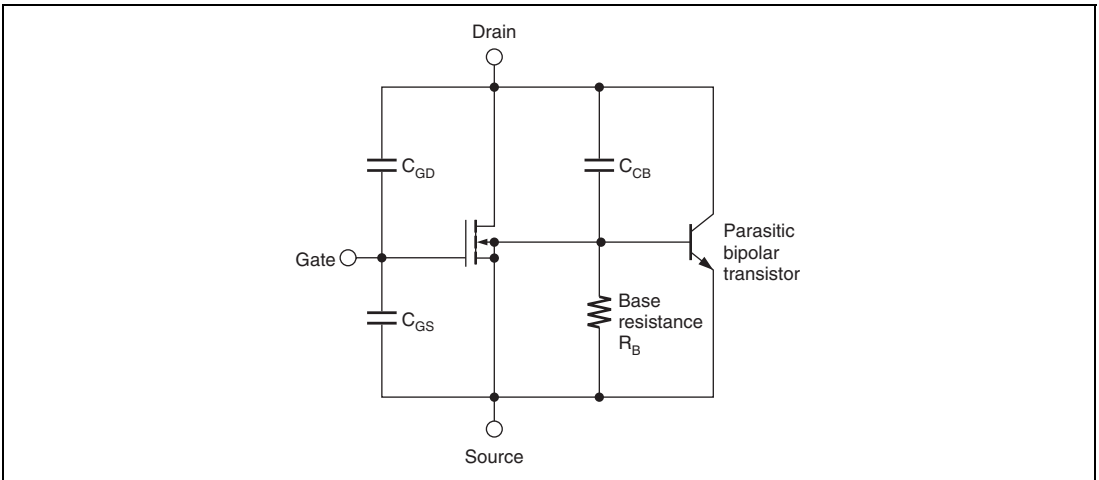 Drain
C_GD
C_CB
Gate
Parasitic
bipolar
transistor
C_GS
Base
resistance
R_B
Source